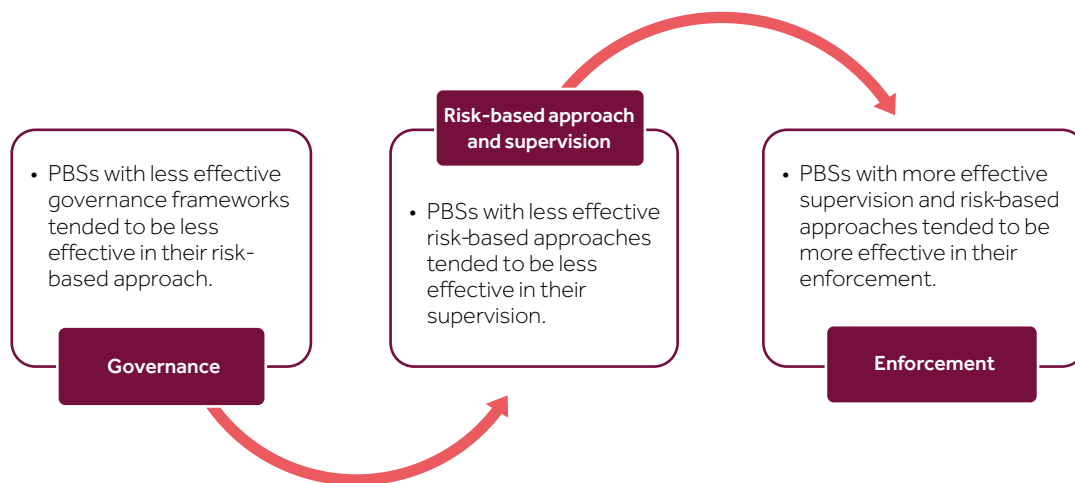 • PBSs with less effective
governance frameworks
tended to be less
effective in their risk-
based approach.
Governance
Risk-based approach
and supervision
• PBSs with less effective
risk-based approaches
tended to be less
effective in their
supervision.
• PBSs with more effective
supervision and risk-based
approaches tended to be
more effective in their
enforcement.
Enforcement